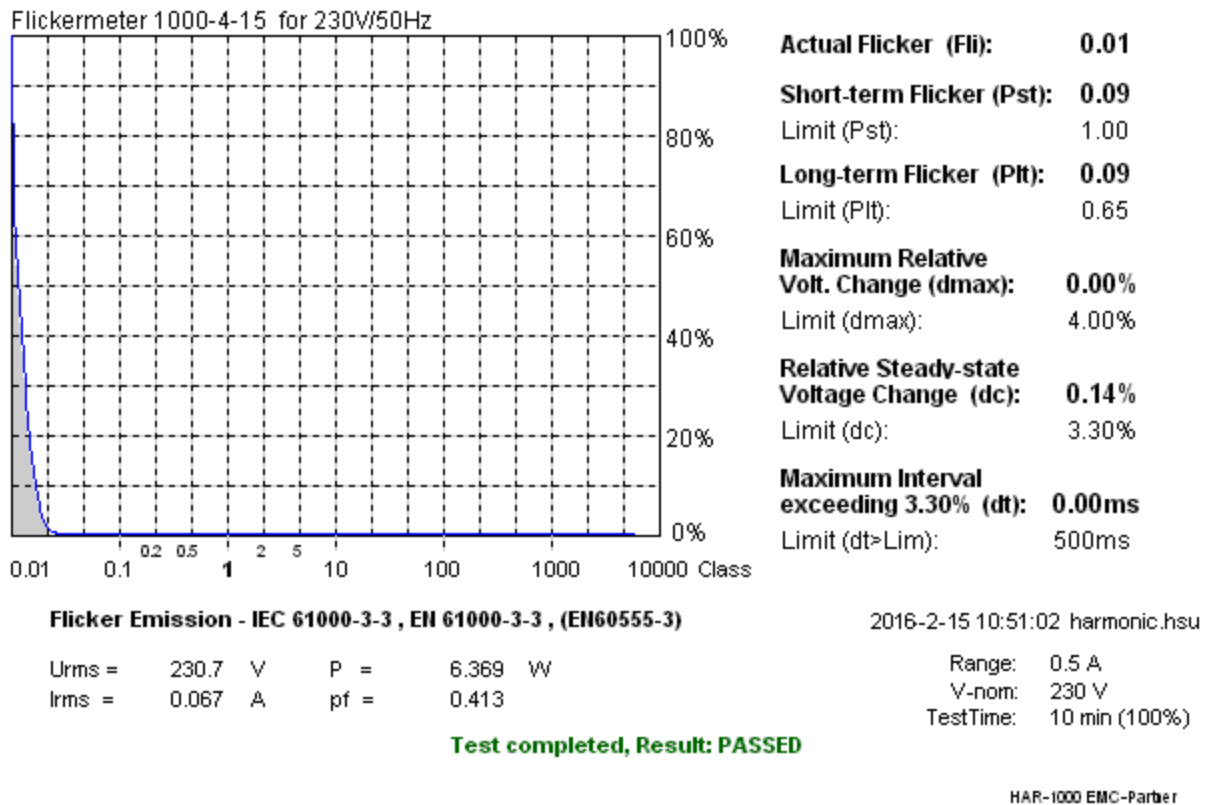 Flickermeter 1000-4-15 for 230V/50Hz
100%
80%
60%
40%
20%
0%
0.2 0.5 1 2 5
0.01 0.1 10 100 1000 10000 Class
Actual Flicker (Fli): 0.01
Short-term Flicker (Pst): 0.09
Limit (Pst): 1.00
Long-term Flicker (Plt): 0.09
Limit (Plt): 0.65
Maximum Relative
Volt. Change (dmax): 0.00%
Limit (dmax): 4.00%
Relative Steady-state
Voltage Change (dc): 0.14%
Limit (dc): 3.30%
Maximum Interval
exceeding 3.30% (dt): 0.00ms
Limit (dt>Lim): 500ms
Flicker Emission - IEC 61000-3-3 , EN 61000-3-3 , (EN60555-3)
2016-2-15 10:51:02 harmonic.hsu
Urms = 230.7 V P = 6.369 W
Irms = 0.067 A pf = 0.413
Range: 0.5 A
V-nom: 230 V
TestTime: 10 min (100%)
Test completed, Result: PASSED
HAR-1000 EMC-Partner